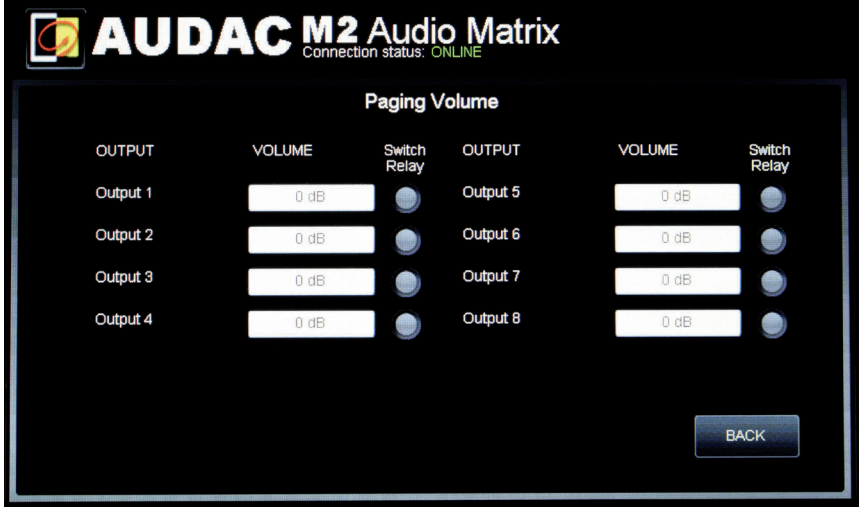 AUDAC M2 Audio Matrix
Connection status: ONLINE
Paging Volume
OUTPUT VOLUME Switch Relay OUTPUT VOLUME Switch Relay
Output 1 0 dB Output 5 0 dB
Output 2 0 dB Output 6 0 dB
Output 3 0 dB Output 7 0 dB
Output 4 0 dB Output 8 0 dB
BACK